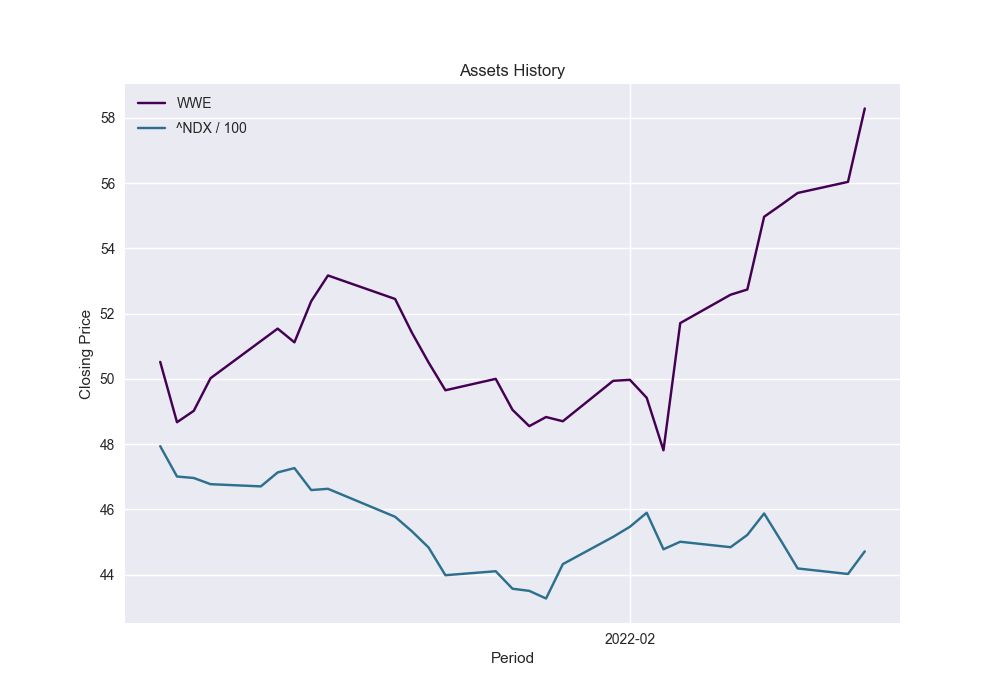 Assets History
WWE
^NDX / 100
58
56
54
52
50
48
46
44
Closing Price
2022-02
Period